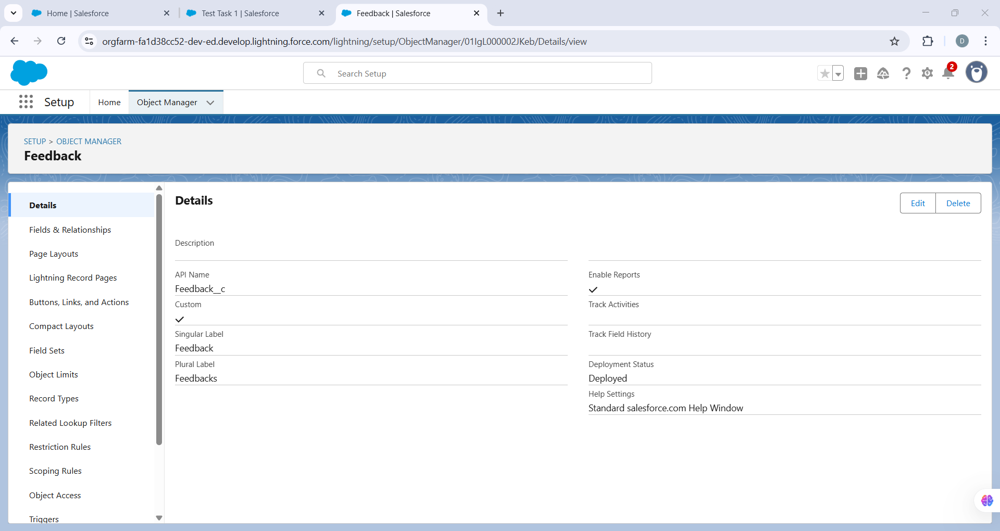 Home | Salesforce
Test Task 1 | Salesforce
Feedback | Salesforce
orgfarm-fa1d38cc52-dev-ed.develop.lightning.force.com/lightning/setup/ObjectManager/01IgL000002JKeb/Details/view
D
Search Setup
2
Setup
Home
Object Manager
SETUP > OBJECT MANAGER
Feedback
Details
Fields & Relationships
Page Layouts
Lightning Record Pages
Buttons, Links, and Actions
Compact Layouts
Field Sets
Object Limits
Record Types
Related Lookup Filters
Restriction Rules
Scoping Rules
Object Access
Triggers
Details
Edit
Delete
Description
API Name
Feedback__c
Custom
Singular Label
Feedback
Plural Label
Feedbacks
Enable Reports
Track Activities
Track Field History
Deployment Status
Deployed
Help Settings
Standard salesforce.com Help Window